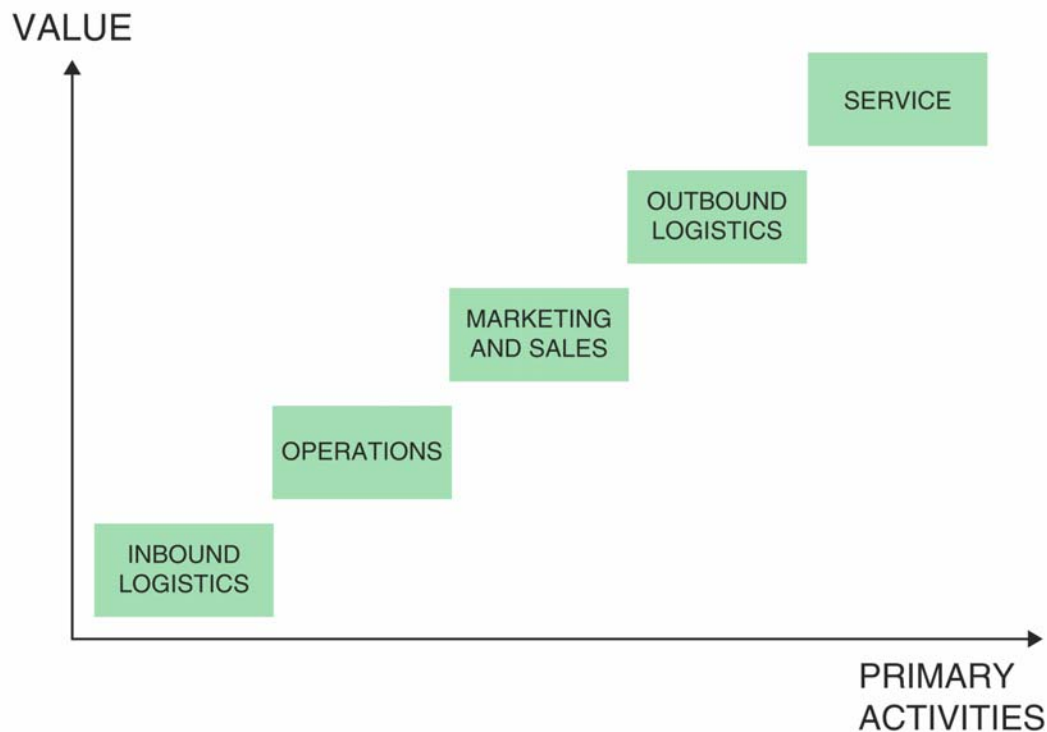 VALUE
SERVICE
OUTBOUND
LOGISTICS
MARKETING
AND SALES
OPERATIONS
INBOUND
LOGISTICS
PRIMARY
ACTIVITIES